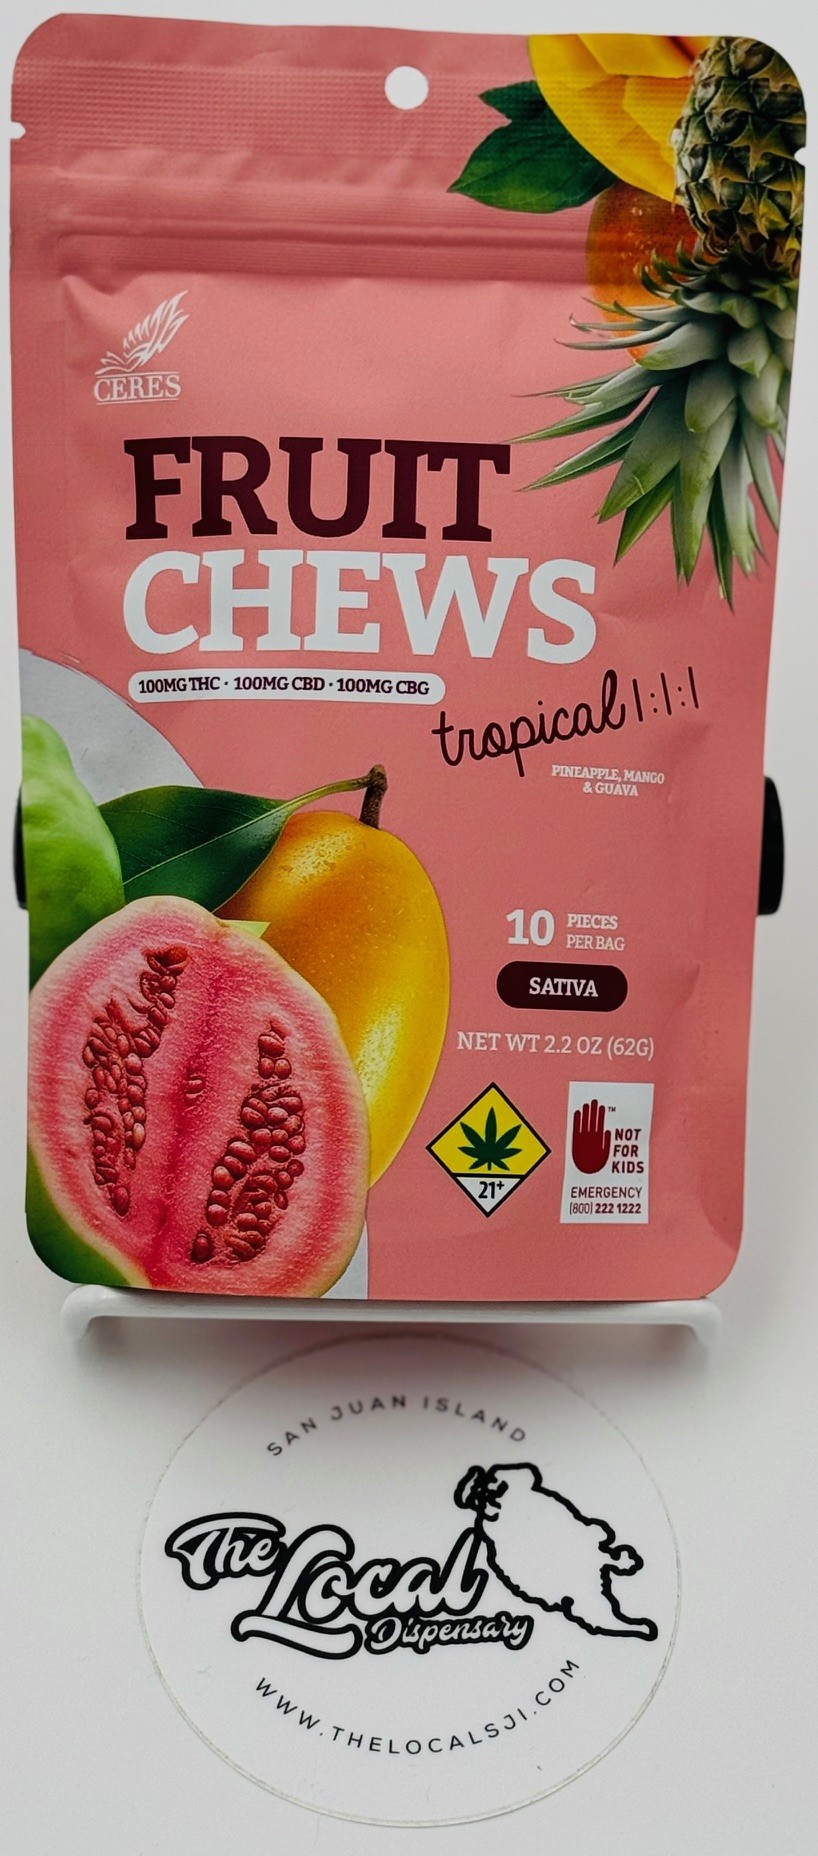 CERES
FRUIT
CHEWS
100MG THC · 100MG CBD · 100MG CBG
tropical 1:1:1
PINEAPPLE, MANGO
& GUAVA
10 PIECES
PER BAG
SATIVA
NET WT 2.2 OZ (62G)
21+
™
NOT
FOR
KIDS
EMERGENCY
(800) 222 1222
SAN JUAN ISLAND
The
Local
Dispensary
WWW.THELOCALSJI.COM